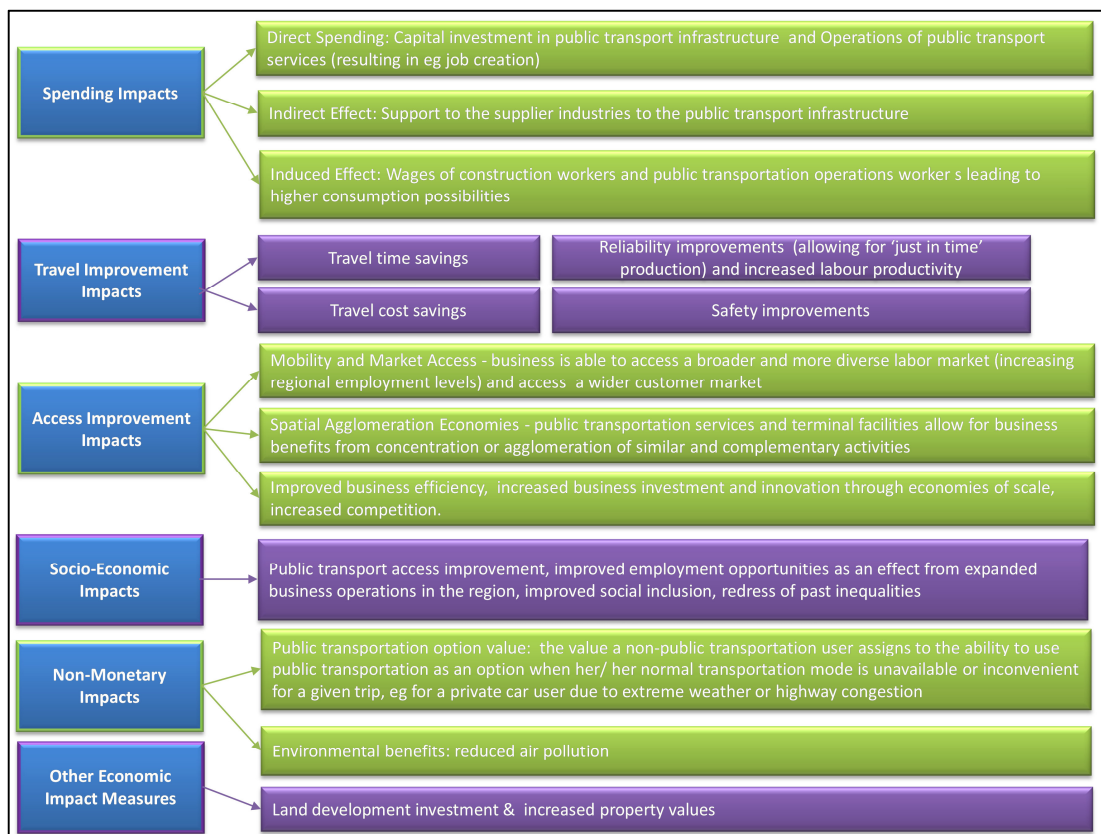 Spending Impacts
Direct Spending: Capital investment in public transport infrastructure and Operations of public transport
services (resulting in eg job creation)
Indirect Effect: Support to the supplier industries to the public transport infrastructure
Induced Effect: Wages of construction workers and public transportation operations worker s leading to
higher consumption possibilities
Travel Improvement
Impacts
Travel time savings
Reliability improvements (allowing for ‘just in time’
production) and increased labour productivity
Travel cost savings
Safety improvements
Access Improvement
Impacts
Mobility and Market Access - business is able to access a broader and more diverse labor market (increasing
regional employment levels) and access a wider customer market
Spatial Agglomeration Economies - public transportation services and terminal facilities allow for business
benefits from concentration or agglomeration of similar and complementary activities
Improved business efficiency, increased business investment and innovation through economies of scale,
increased competition.
Socio-Economic
Impacts
Public transport access improvement, improved employment opportunities as an effect from expanded
business operations in the region, improved social inclusion, redress of past inequalities
Non-Monetary
Impacts
Public transportation option value: the value a non-public transportation user assigns to the ability to use
public transportation as an option when her/ her normal transportation mode is unavailable or inconvenient
for a given trip, eg for a private car user due to extreme weather or highway congestion
Environmental benefits: reduced air pollution
Other Economic
Impact Measures
Land development investment & increased property values